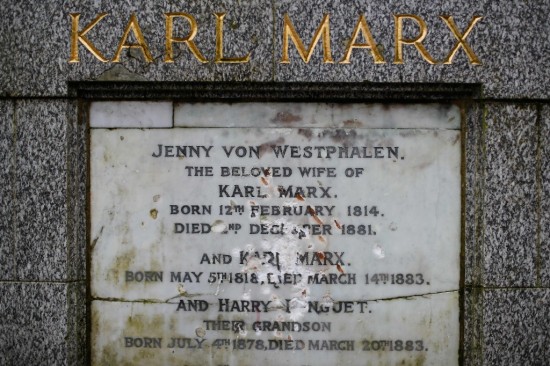 KARL MARX
JENNY VON WESTPHALEN.
THE BELOVED WIFE OF
KARL MARX.
BORN 12TH FEBRUARY 1814.
DIED 2ND DECEMBER 1881.
AND KARL MARX.
BORN MAY 5TH 1818, DIED MARCH 14TH 1883.
AND HARRY LONGUET.
THEIR GRANDSON
BORN JULY 4TH 1878, DIED MARCH 20TH 1883.